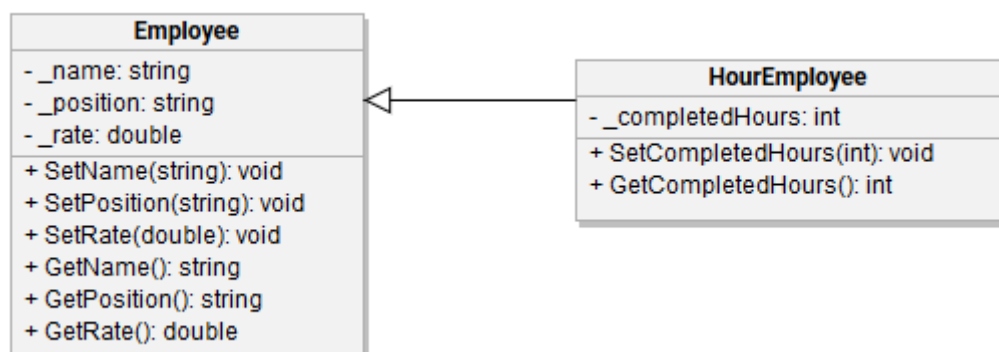 Employee
- _name: string
- _position: string
- _rate: double
+ SetName(string): void
+ SetPosition(string): void
+ SetRate(double): void
+ GetName(): string
+ GetPosition(): string
+ GetRate(): double
HourEmployee
- _completedHours: int
+ SetCompletedHours(int): void
+ GetCompletedHours(): int